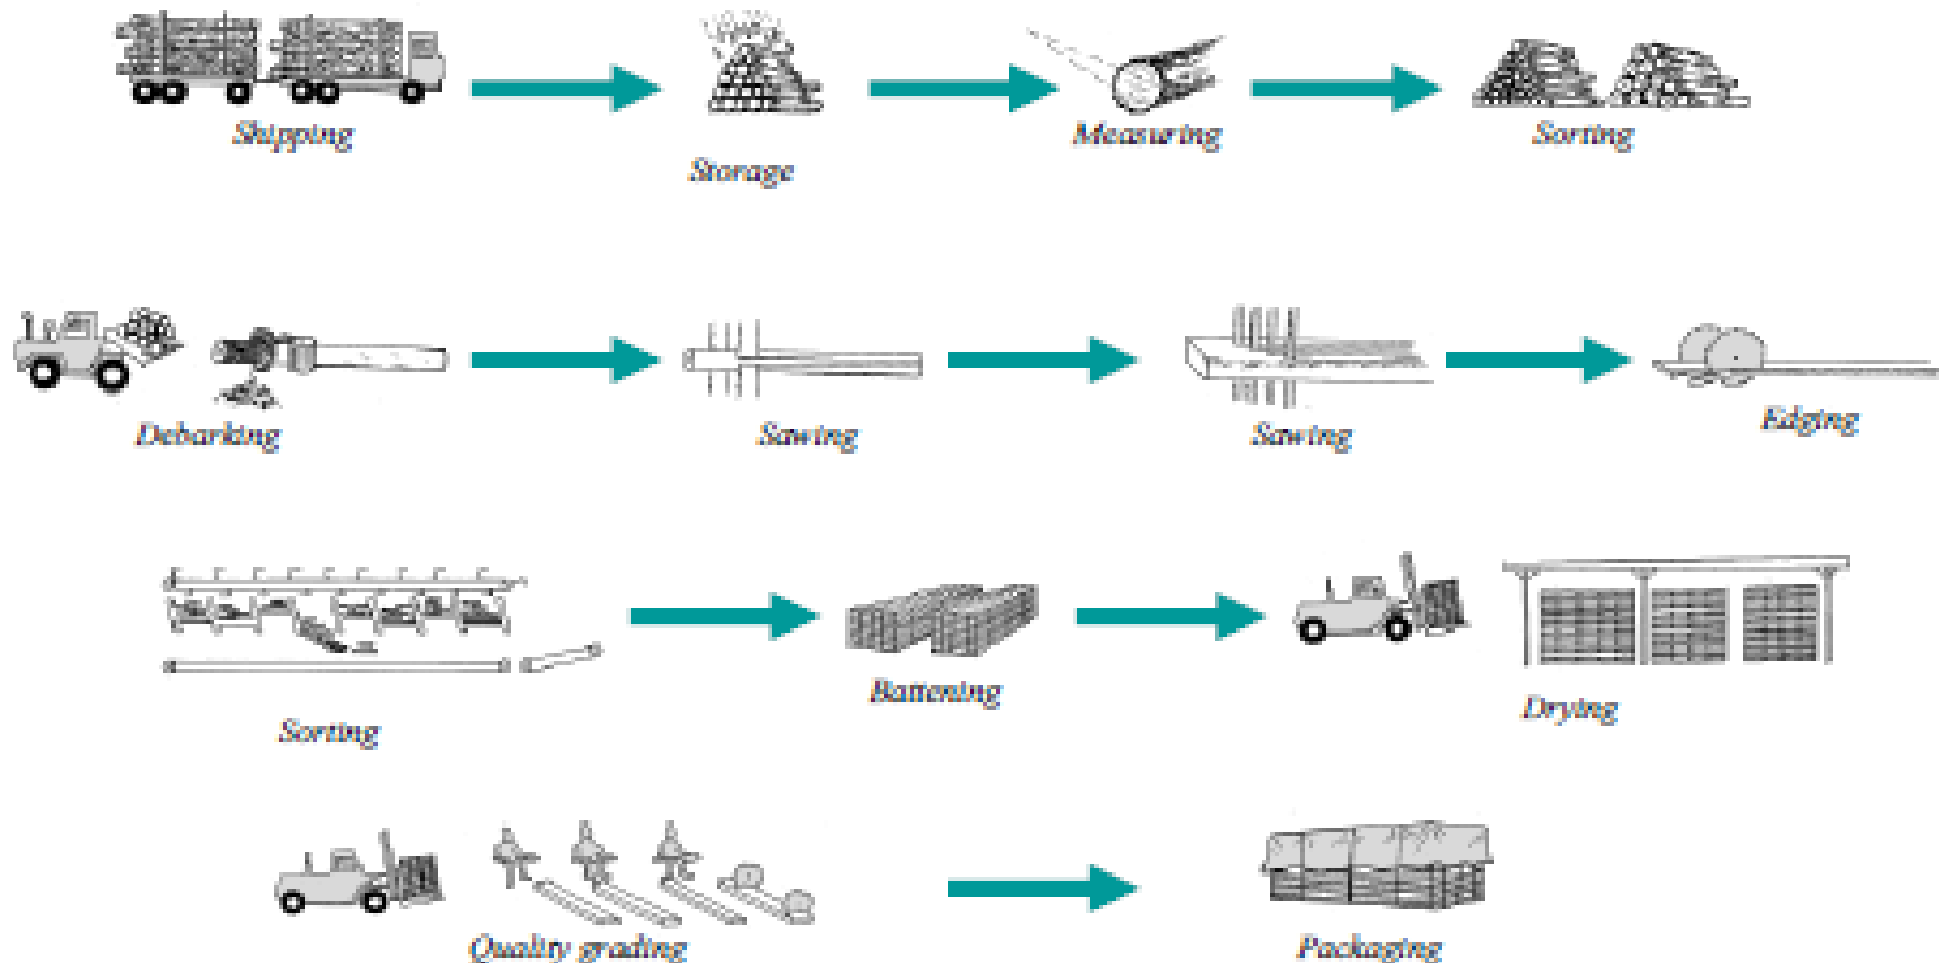 Shipping
Storage
Measuring
Sorting
Debarking
Sawing
Sawing
Edging
Sorting
Battening
Drying
Quality grading
Packaging